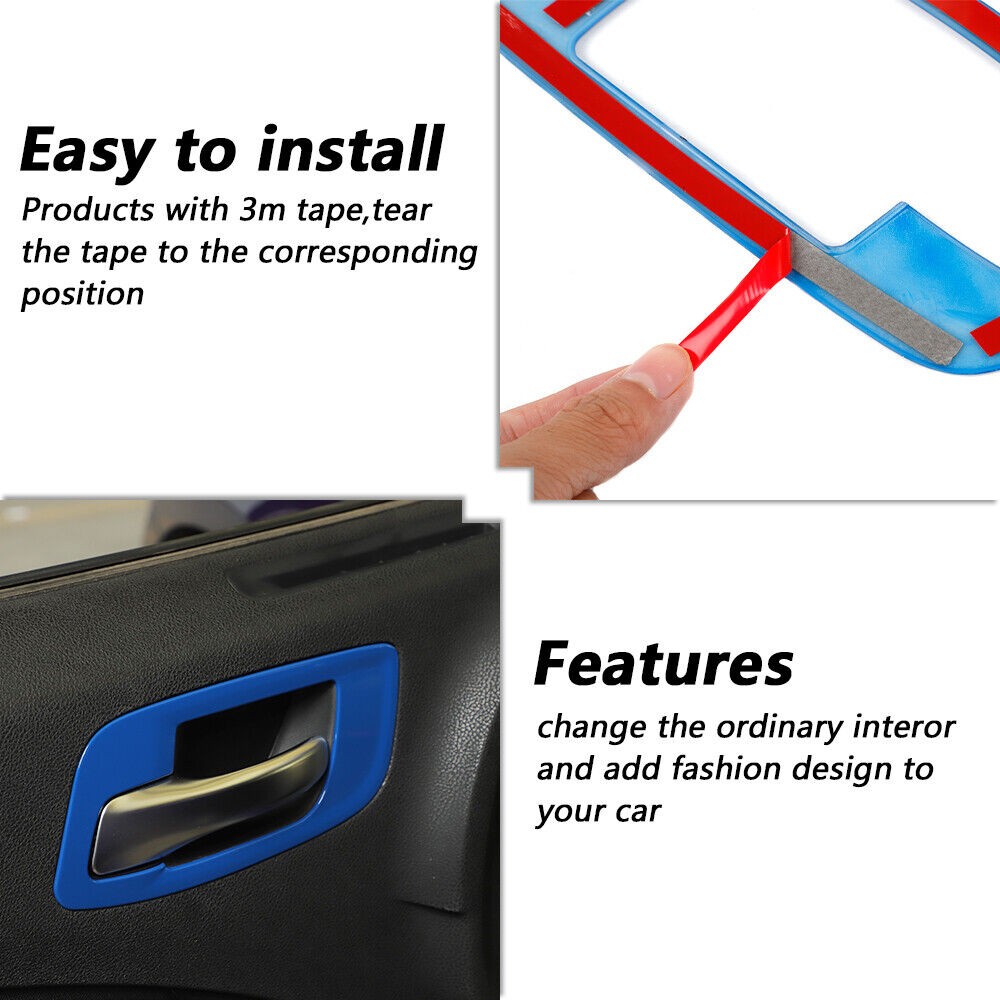 Easy to install
Products with 3m tape,tear
the tape to the corresponding
position
Features
change the ordinary interor
and add fashion design to
your car